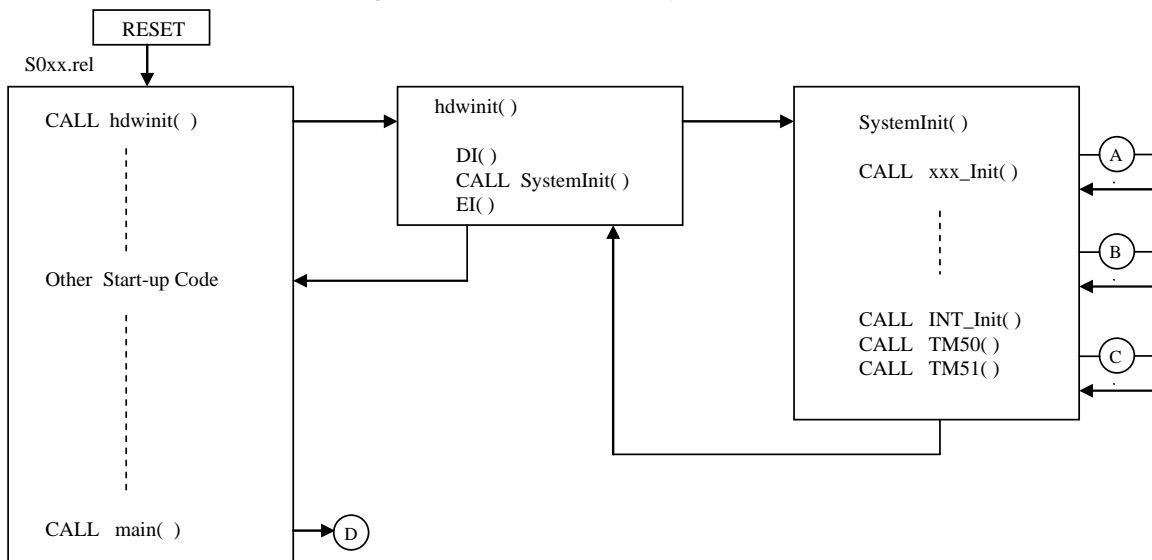 RESET
S0xx.rel
CALL hdwinit( )
Other Start-up Code
CALL main( )
D
hdwinit( )
DI( )
CALL SystemInit( )
EI( )
SystemInit( )
CALL xxx_Init( )
CALL INT_Init( )
CALL TM50( )
CALL TM51( )
A
B
C